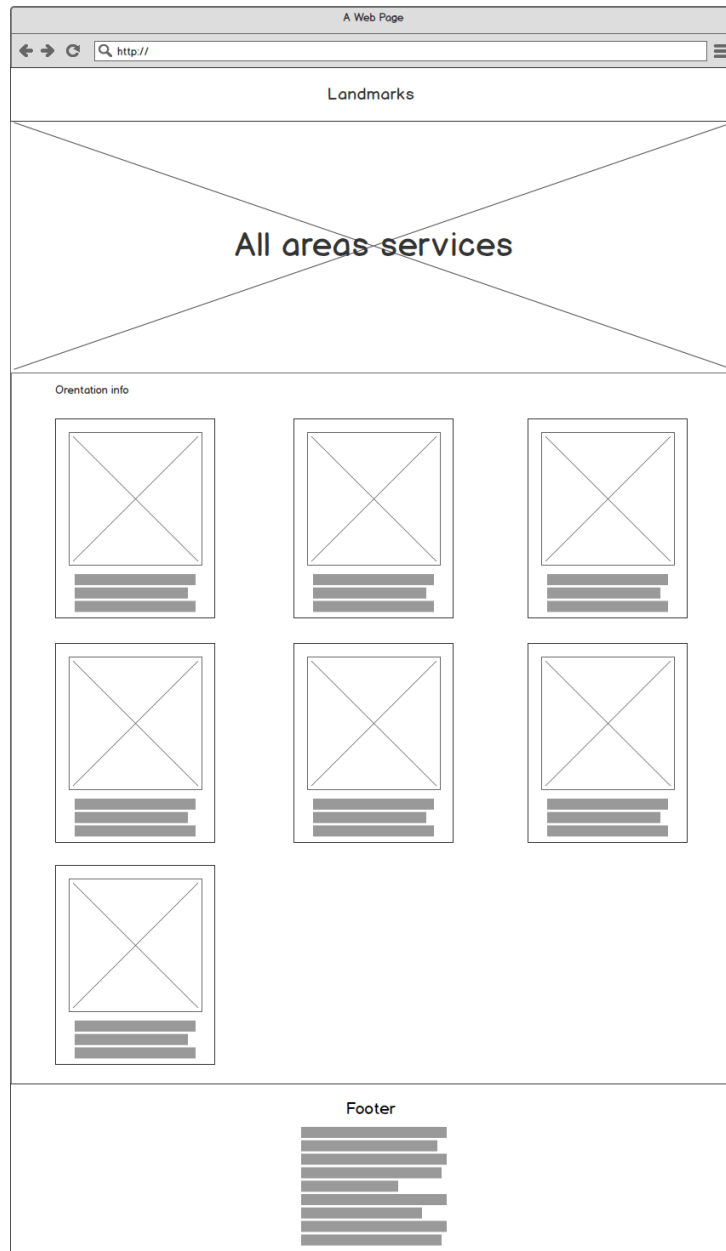 A Web Page
http://
Landmarks
All areas services
Orentation info
Footer